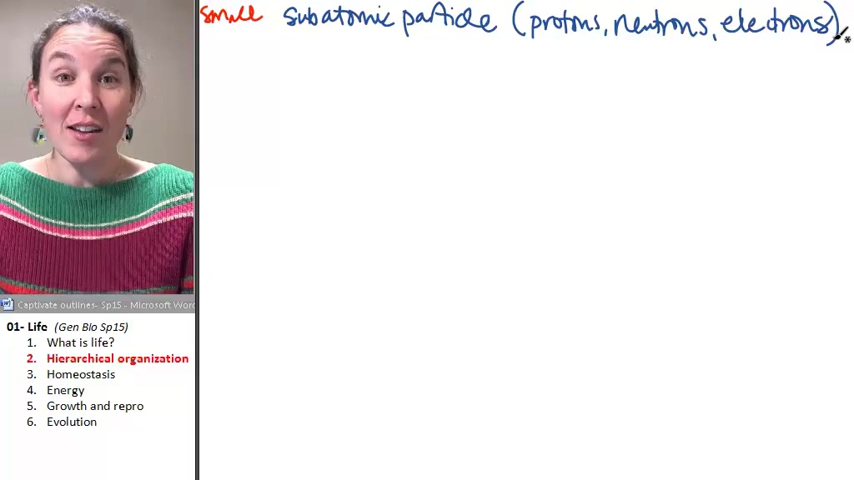 small subatomic particle (protons, neutrons, electrons)
Captivate outlines- Sp15 - Microsoft Word
01- Life (Gen Bio Sp15)
1. What is life?
2. Hierarchical organization
3. Homeostasis
4. Energy
5. Growth and repro
6. Evolution